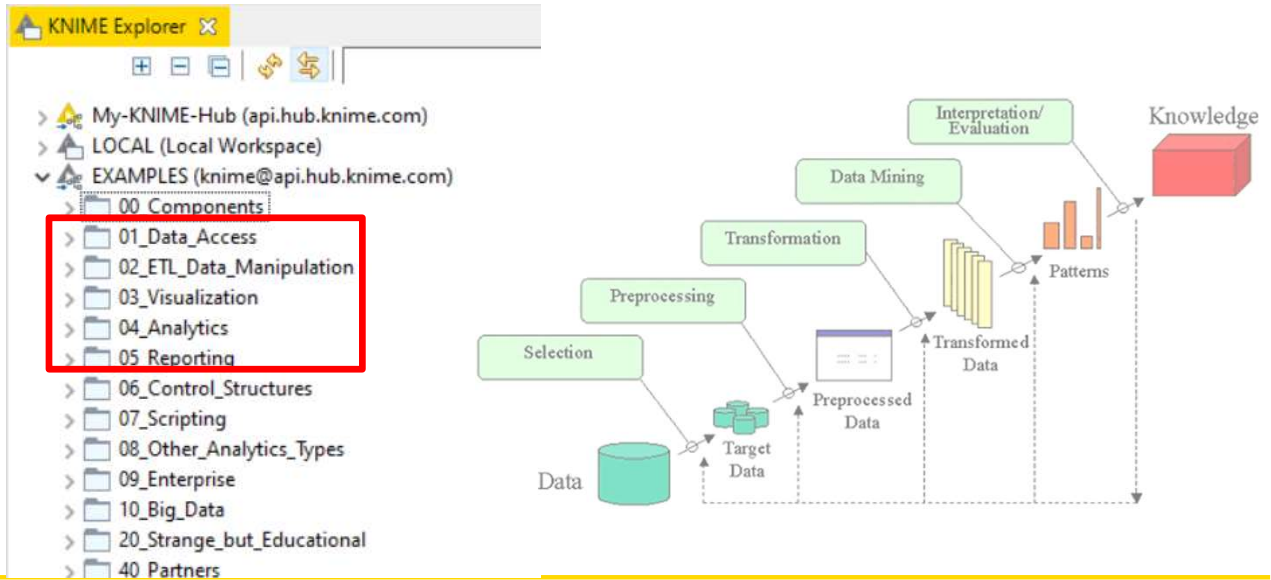 KNIME Explorer
My-KNIME-Hub (api.hub.knime.com)
LOCAL (Local Workspace)
EXAMPLES (knime@api.hub.knime.com)
00_Components
01_Data_Access
02_ETL_Data_Manipulation
03_Visualization
04_Analytics
05_Reporting
06_Control_Structures
07_Scripting
08_Other_Analytics_Types
09_Enterprise
10_Big_Data
20_Strange_but_Educational
40_Partners
Interpretation/
Evaluation
Knowledge
Data Mining
Transformation
Patterns
Preprocessing
Transformed
Data
Selection
Preprocessed
Data
Target
Data
Data